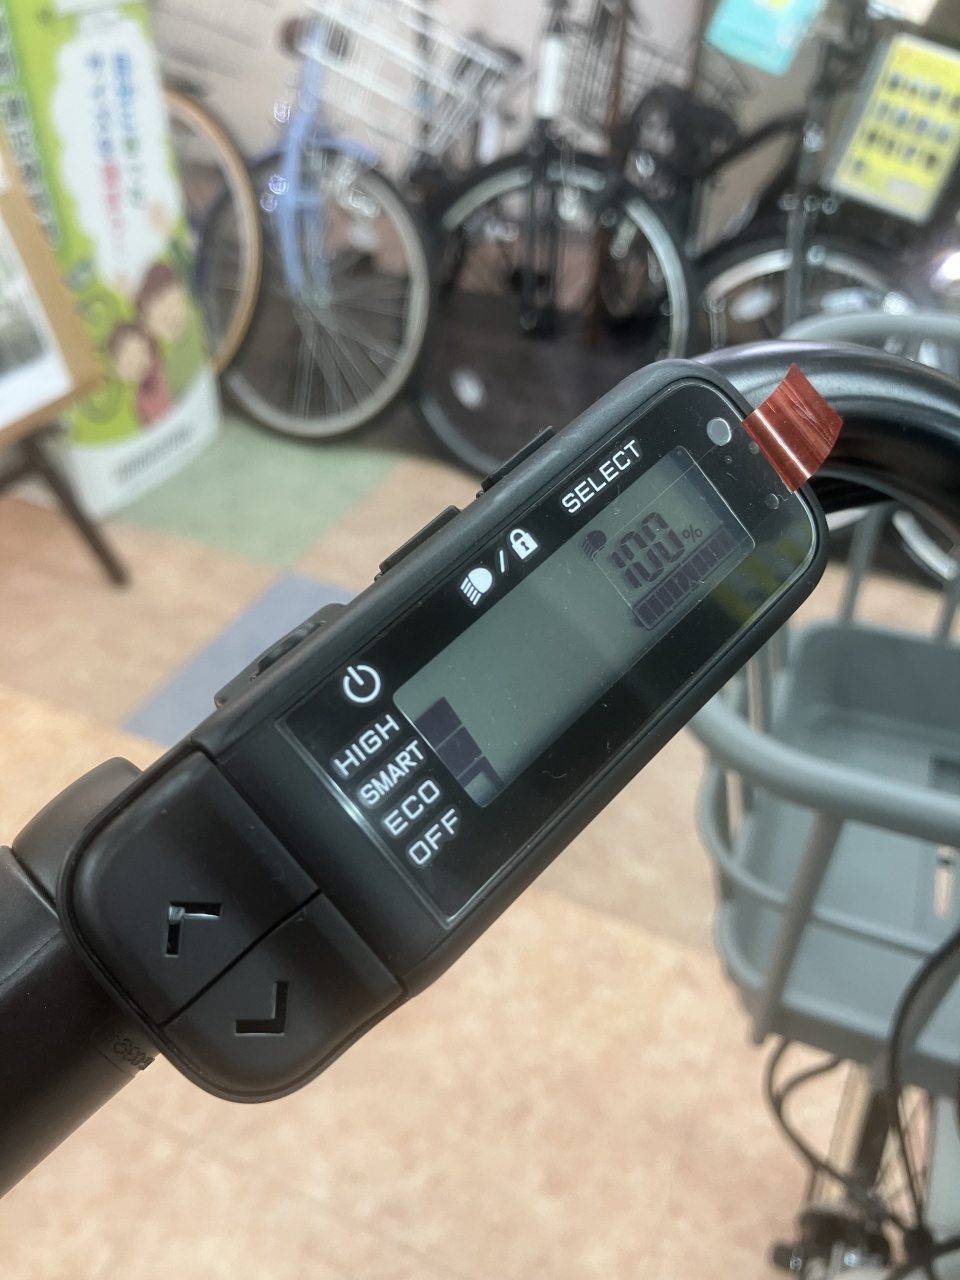 SELECT
100%
HIGH
SMART
ECO
OFF